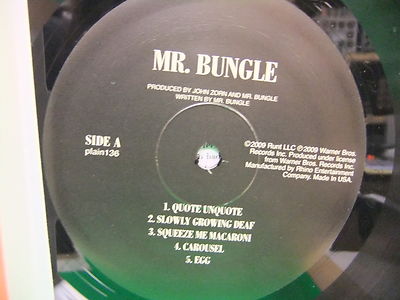 MR. BUNGLE
PRODUCED BY JOHN ZORN AND MR. BUNGLE
WRITTEN BY MR. BUNGLE
SIDE A
plain136
©2009 Runt LLC ℗2009 Warner Bros.
Records Inc. Produced under license
from Warner Bros. Records Inc.
Manufactured by Rhino Entertainment
Company. Made in USA.
1. QUOTE UNQUOTE
2. SLOWLY GROWING DEAF
3. SQUEEZE ME MACARONI
4. CAROUSEL
5. EGG